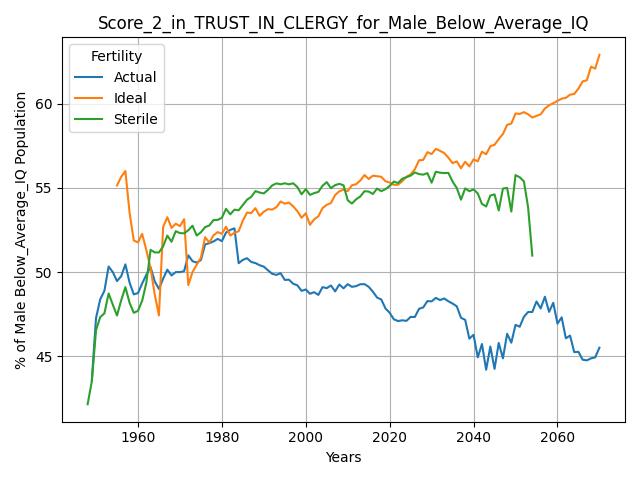 Score_2_in_TRUST_IN_CLERGY_for_Male_Below_Average_IQ
Fertility
Actual
Ideal
Sterile
% of Male Below_Average_IQ Population
60
55
50
45
1960 1980 2000 2020 2040 2060
Years